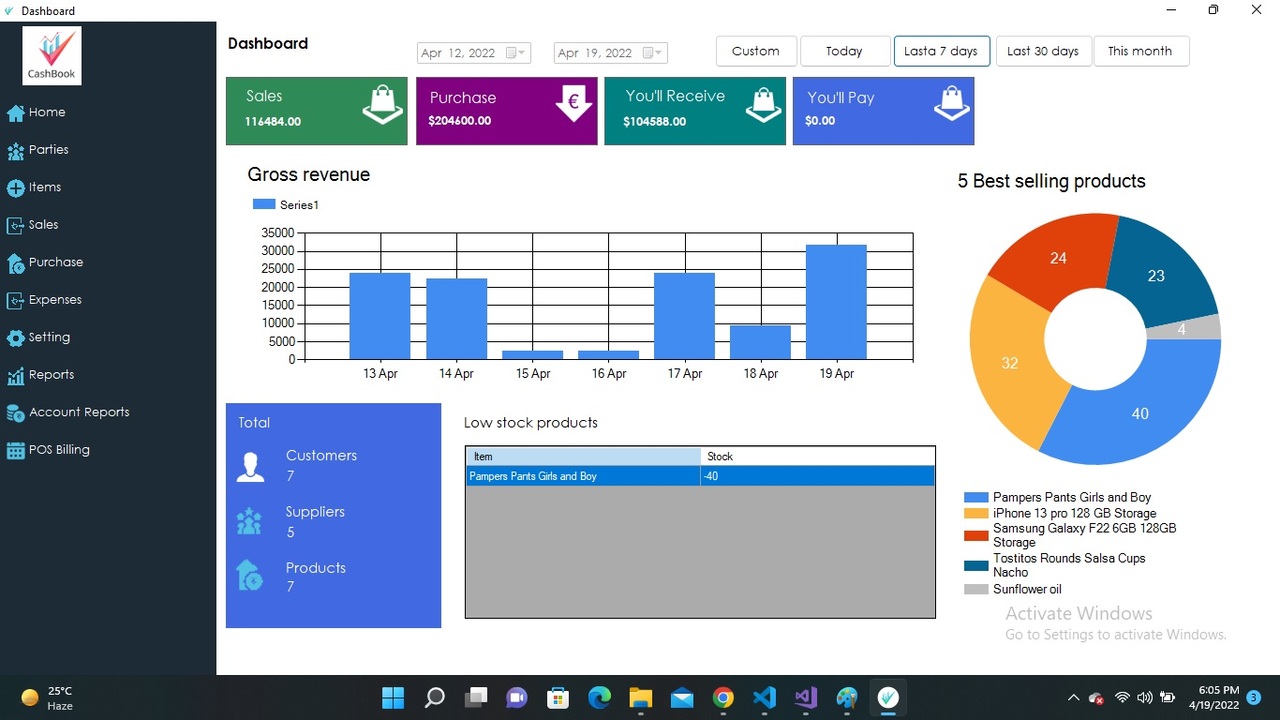 Dashboard
CashBook
Home
Parties
Items
Sales
Purchase
Expenses
Setting
Reports
Account Reports
POS Billing
Dashboard
Apr 12, 2022
Apr 19, 2022
Custom
Today
Lasta 7 days
Last 30 days
This month
Sales
116484.00
Purchase
$204600.00
€
You'll Receive
$104588.00
You'll Pay
$0.00
Gross revenue
Series1
35000
30000
25000
20000
15000
10000
5000
0
13 Apr 14 Apr 15 Apr 16 Apr 17 Apr 18 Apr 19 Apr
5 Best selling products
24
23
4
32
40
Pampers Pants Girls and Boy
iPhone 13 pro 128 GB Storage
Samsung Galaxy F22 6GB 128GB
Storage
Tostitos Rounds Salsa Cups
Nacho
Sunflower oil
Total
Customers
7
Suppliers
5
Products
7
Low stock products
Item Stock
Pampers Pants Girls and Boy -40
Activate Windows
Go to Settings to activate Windows.
25°C
Haze
6:05 PM
4/19/2022
3